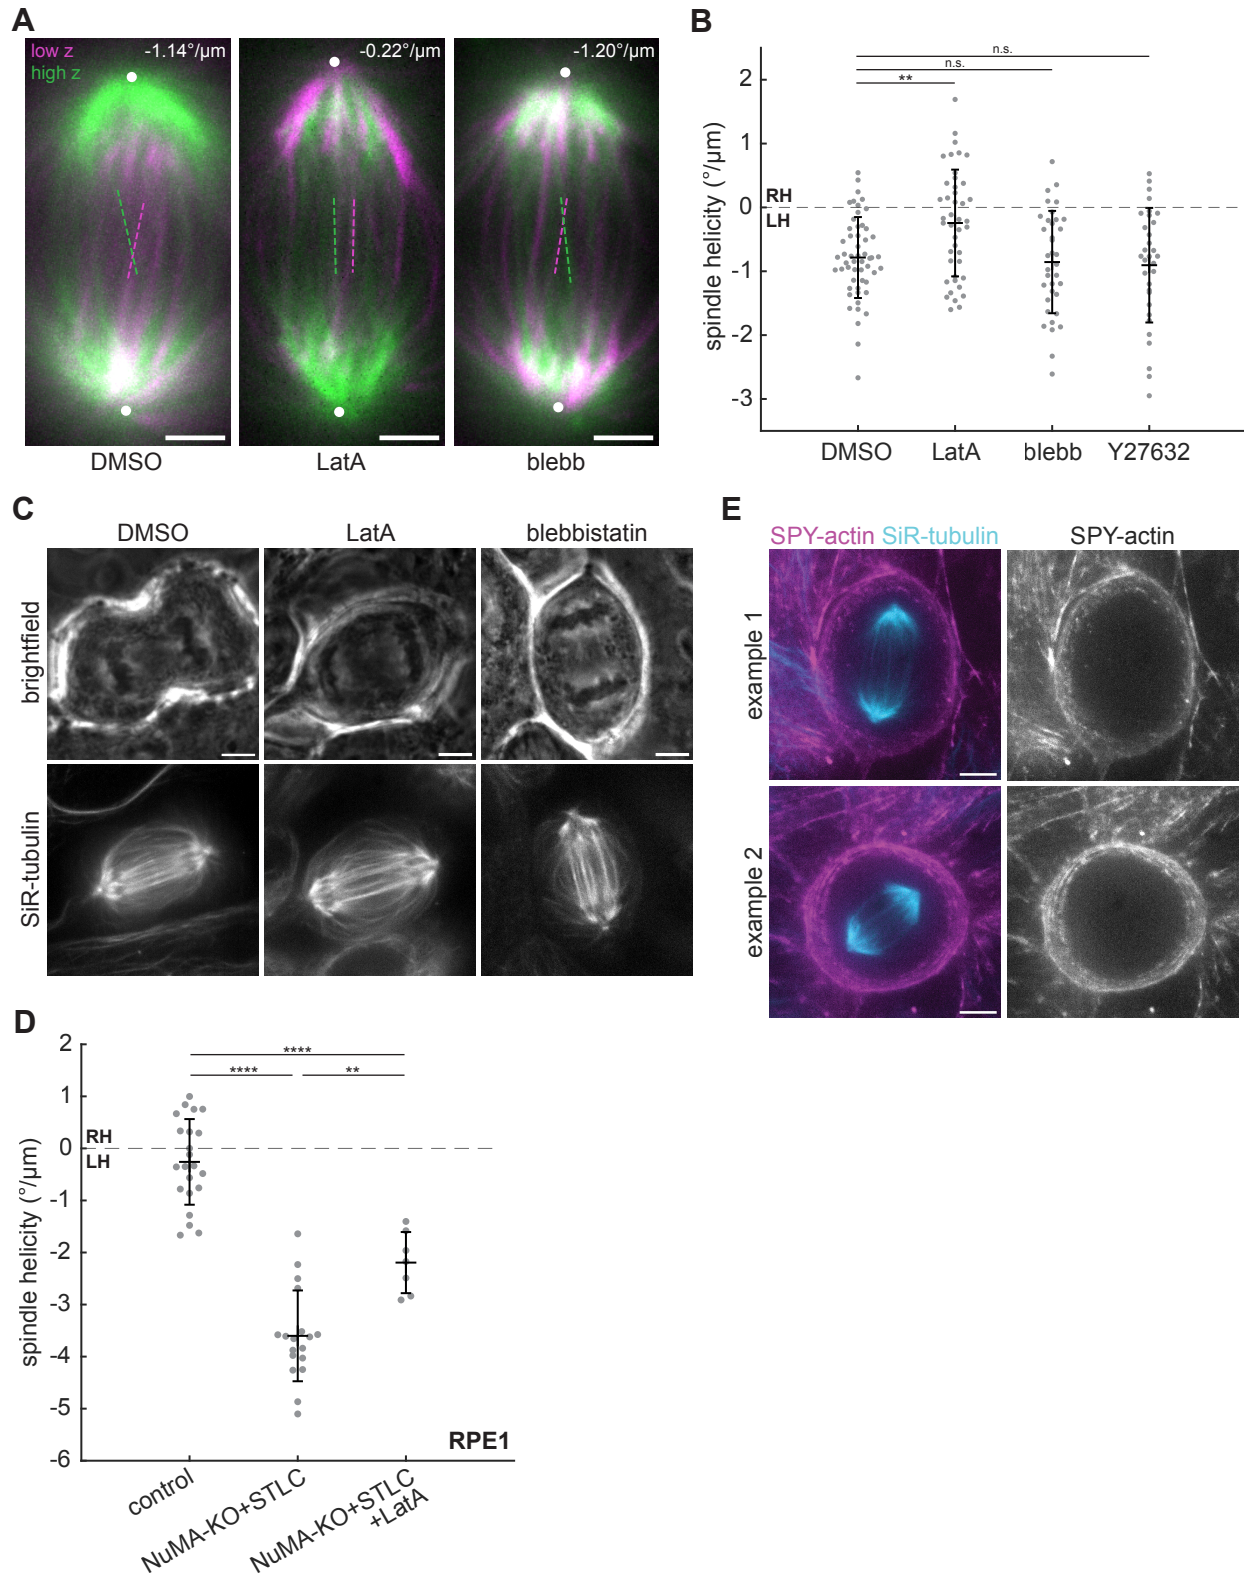 A
low z
high z
-1.14°/µm
-0.22°/µm
-1.20°/µm
DMSO
LatA
blebb
B
n.s.
n.s.
**
spindle helicity (°/µm)
2
1
0
-1
-2
-3
RH
LH
DMSO
LatA
blebb
Y27632
C
DMSO
LatA
blebbistatin
brightfield
SiR-tubulin
E
SPY-actin SiR-tubulin
SPY-actin
example 1
example 2
D
****
****
**
spindle helicity (°/µm)
2
1
0
-1
-2
-3
-4
-5
-6
RH
LH
RPE1
control
NuMA-KO+STLC
NuMA-KO+STLC
+LatA